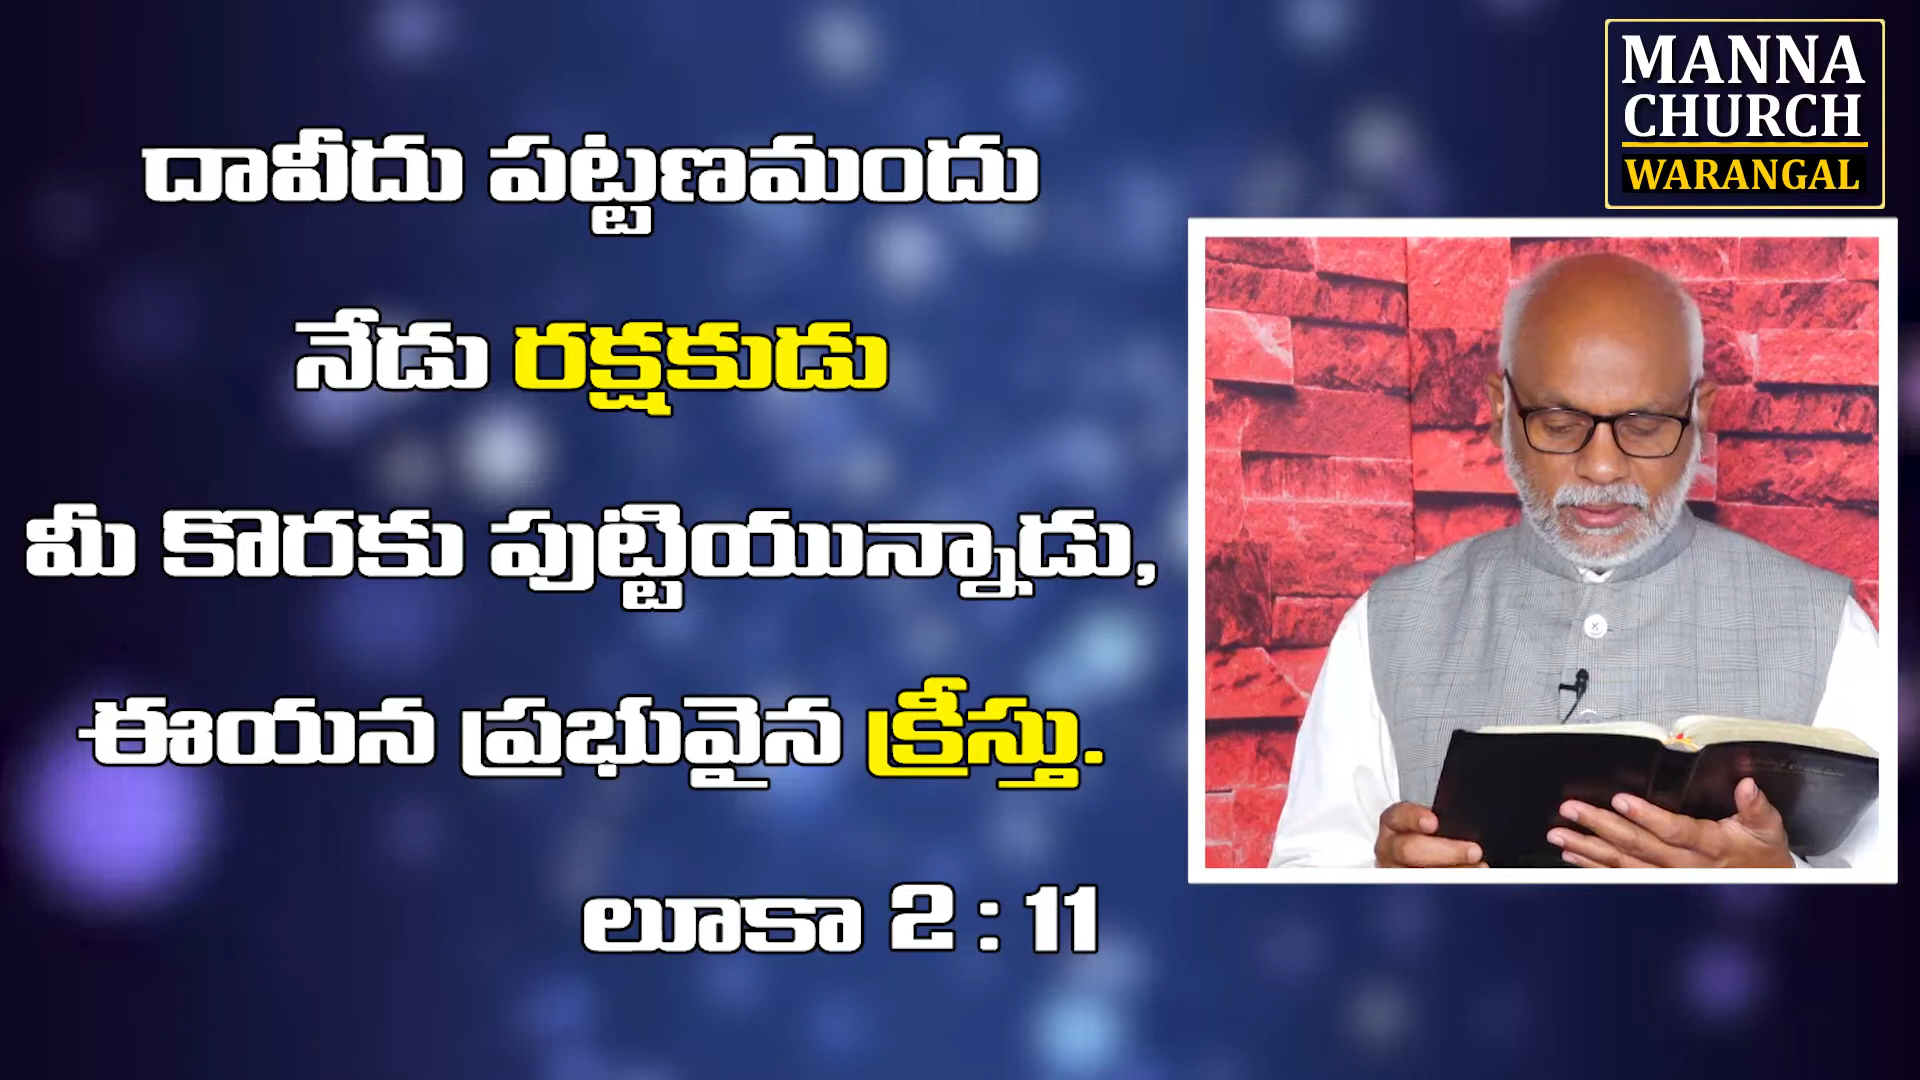 దావీదు పట్టణమందు
నేడు రక్షకుడు
మీ కొరకు పుట్టియున్నాడు,
ఈయన ప్రభువైన క్రీస్తు.
లూకా 2 : 11
MANNA
CHURCH
WARANGAL